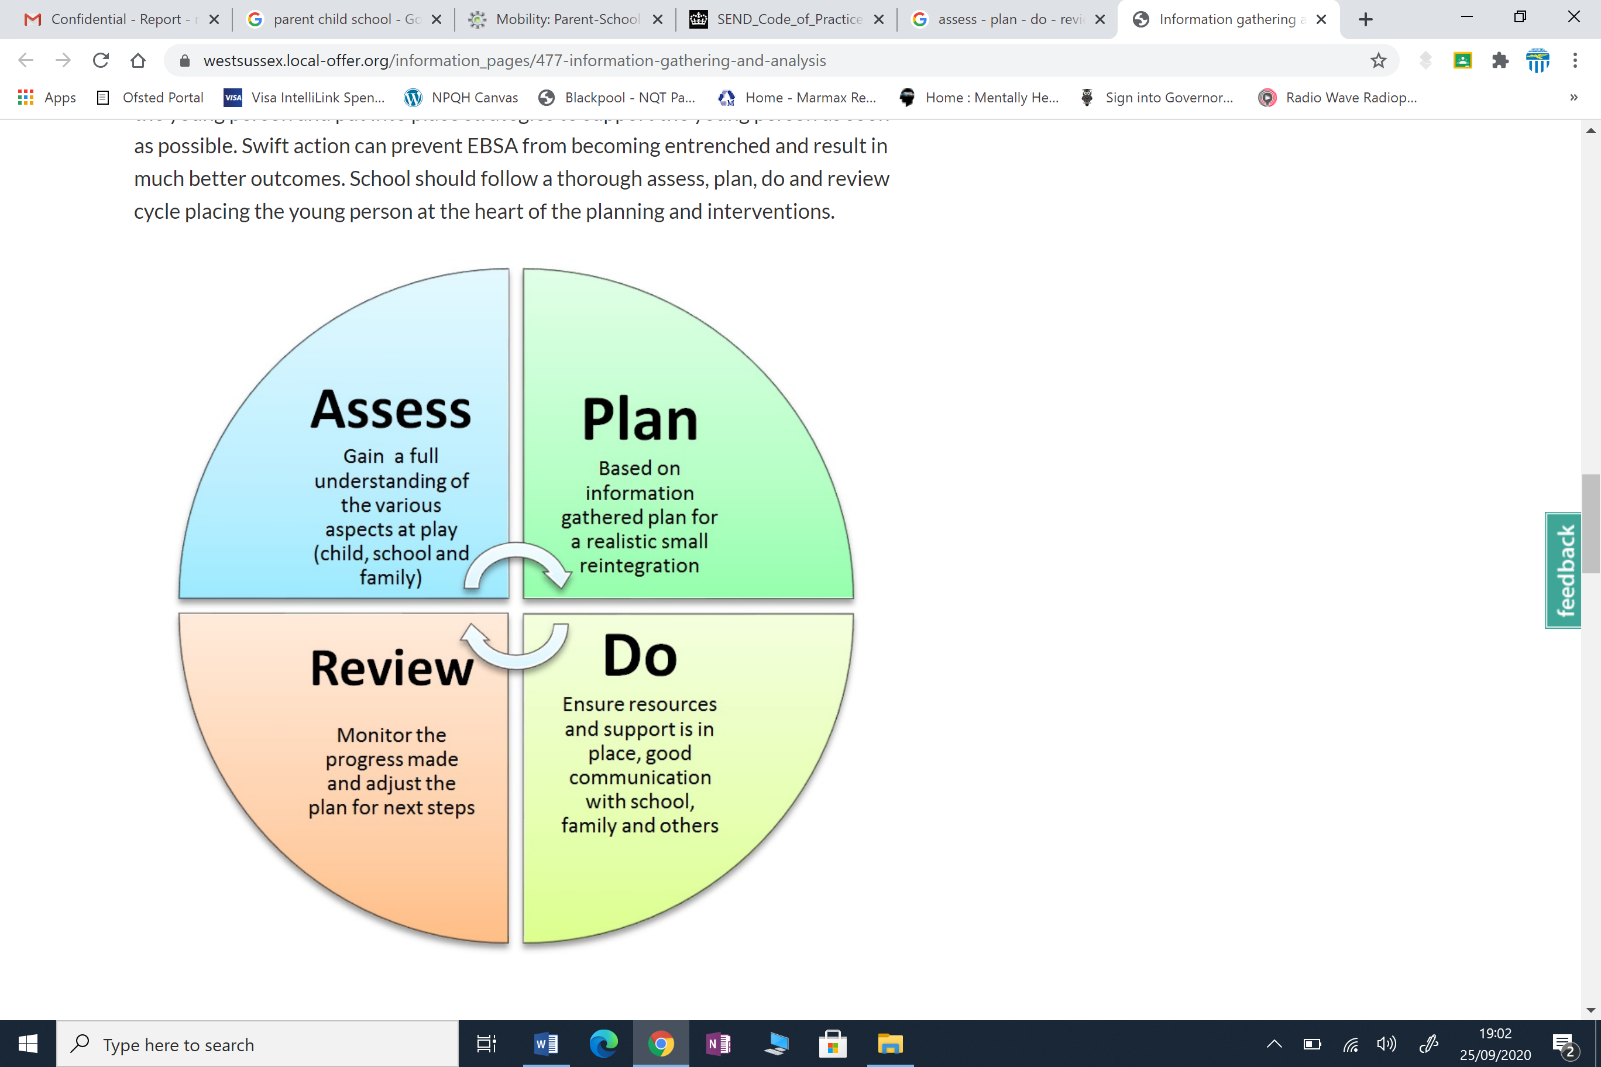 Confidential - Report -
parent child school - Go
Mobility: Parent-School
SEND_Code_of_Practice
assess - plan - do - revi
Information gathering a
westsussex.local-offer.org/information_pages/477-information-gathering-and-analysis
Apps
Ofsted Portal
VISA
Visa IntelliLink Spen...
NPQH Canvas
Blackpool - NQT Pa...
Home - Marmax Re...
Home : Mentally He...
Sign into Governor...
Radio Wave Radiop...
»
as possible. Swift action can prevent EBSA from becoming entrenched and result in
much better outcomes. School should follow a thorough assess, plan, do and review
cycle placing the young person at the heart of the planning and interventions.
Assess
Gain a full
understanding of
the various
aspects at play
(child, school and
family)
Plan
Based on
information
gathered plan for
a realistic small
reintegration
Review
Monitor the
progress made
and adjust the
plan for next steps
Do
Ensure resources
and support is in
place, good
communication
with school,
family and others
feedback
Type here to search
19:02
25/09/2020
2